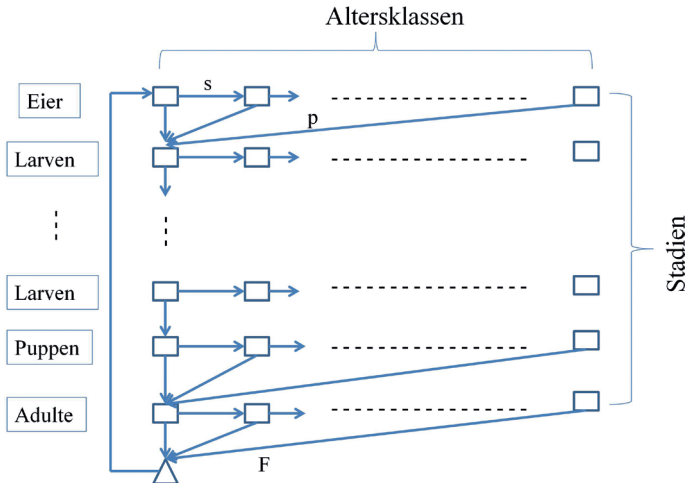 Altersklassen
Eier
s
p
Larven
Larven
Puppen
Adulte
F
Stadien